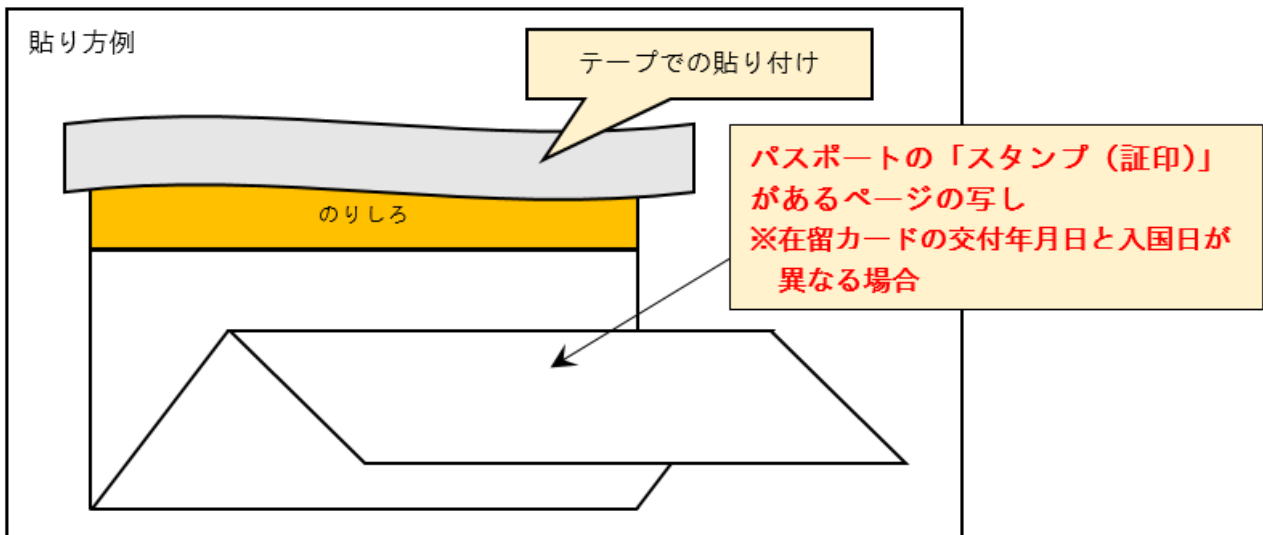 貼り方例
テープでの貼り付け
パスポートの「スタンプ（証印）」
があるページの写し
※在留カードの交付年月日と入国日が
異なる場合
のりしろ